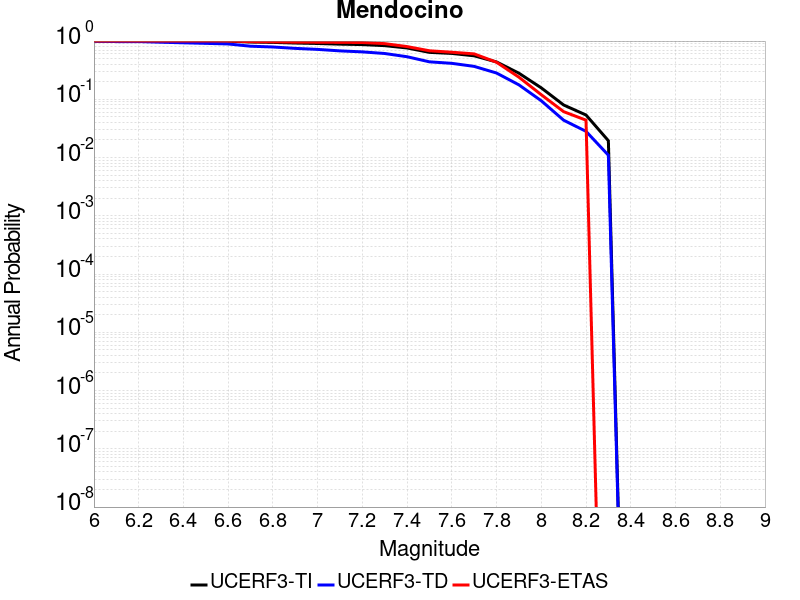 Mendocino
10^0
10^-1
10^-2
10^-3
10^-4
10^-5
10^-6
10^-7
10^-8
Annual Probability
6 6.2 6.4 6.6 6.8 7 7.2 7.4 7.6 7.8 8 8.2 8.4 8.6 8.8 9
Magnitude
UCERF3-TI UCERF3-TD UCERF3-ETAS